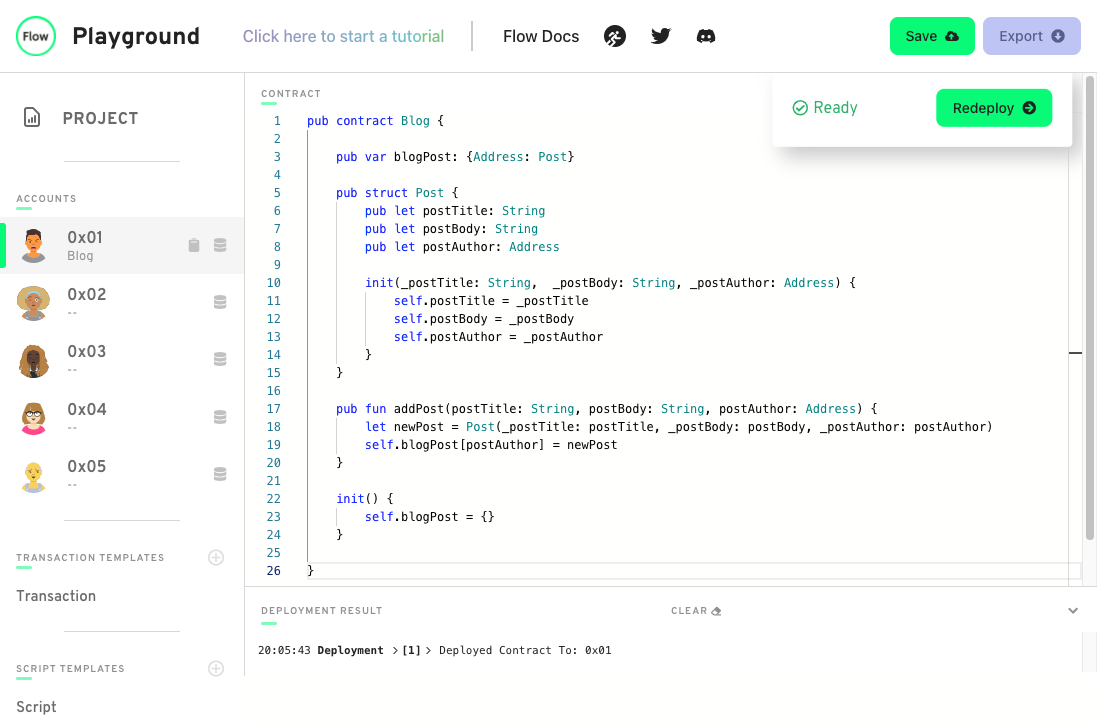 Flow Playground Click here to start a tutorial Flow Docs Save Export
PROJECT
ACCOUNTS
0x01
Blog
0x02
--
0x03
--
0x04
--
0x05
--
TRANSACTION TEMPLATES
Transaction
SCRIPT TEMPLATES
Script
CONTRACT
Ready Redeploy
1 pub contract Blog {
2
3 pub var blogPost: {Address: Post}
4
5 pub struct Post {
6 pub let postTitle: String
7 pub let postBody: String
8 pub let postAuthor: Address
9
10 init(_postTitle: String,  _postBody: String, _postAuthor: Address) {
11 self.postTitle = _postTitle
12 self.postBody = _postBody
13 self.postAuthor = _postAuthor
14 }
15 }
16
17 pub fun addPost(postTitle: String, postBody: String, postAuthor: Address) {
18 let newPost = Post(_postTitle: postTitle, _postBody: postBody, _postAuthor: postAuthor)
19 self.blogPost[postAuthor] = newPost
20 }
21
22 init() {
23 self.blogPost = {}
24 }
25
26 }
DEPLOYMENT RESULT CLEAR
20:05:43 Deployment > [1] > Deployed Contract To: 0x01